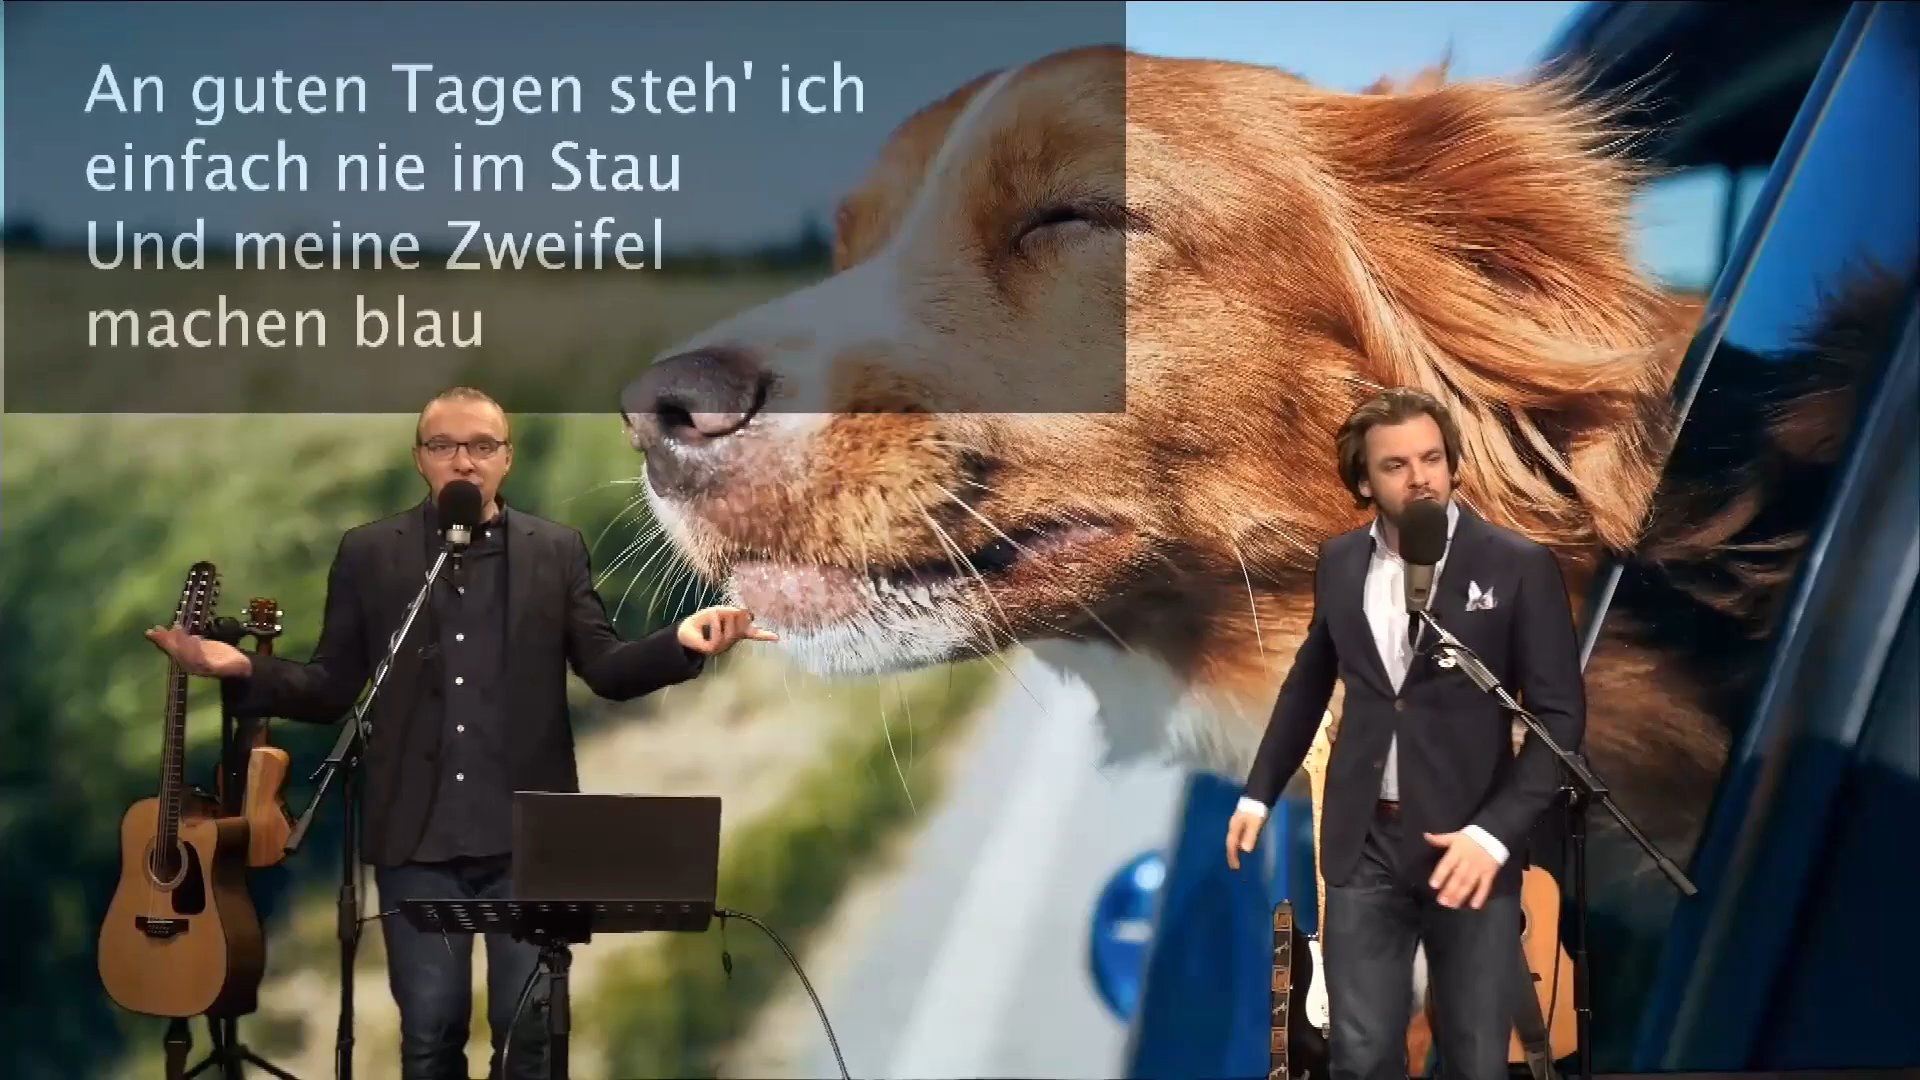 An guten Tagen steh' ich
einfach nie im Stau
Und meine Zweifel
machen blau